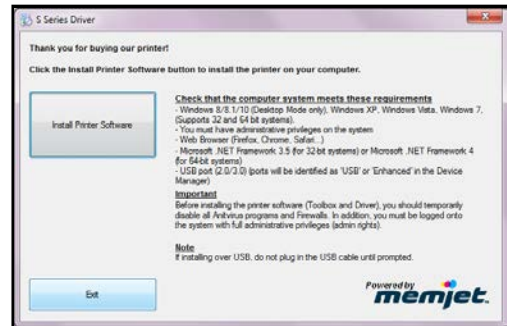 S Series Driver
Thank you for buying our printer!
Click the Install Printer Software button to install the printer on your computer.
Install Printer Software
Check that the computer system meets these requirements
- Windows 8/8.1/10 (Desktop Mode only), Windows XP, Windows Vista, Windows 7,
(Supports 32 and 64 bit systems).
- You must have administrative privileges on the system
- Web Browser (Firefox, Chrome, Safari...)
- Microsoft .NET Framework 3.5 (for 32-bit systems) or Microsoft .NET Framework 4
(for 64-bit systems)
- USB port (2.0/3.0) (ports will be identified as 'USB' or 'Enhanced' in the Device
Manager)
Important
Before installing the printer software (Toolbox and Driver), you should temporarily
disable all Antivirus programs and Firewalls. In addition, you must be logged onto
the system with full administrative privileges (admin rights).
Note
If installing over USB, do not plug in the USB cable until prompted.
Exit
Powered by
memjet.